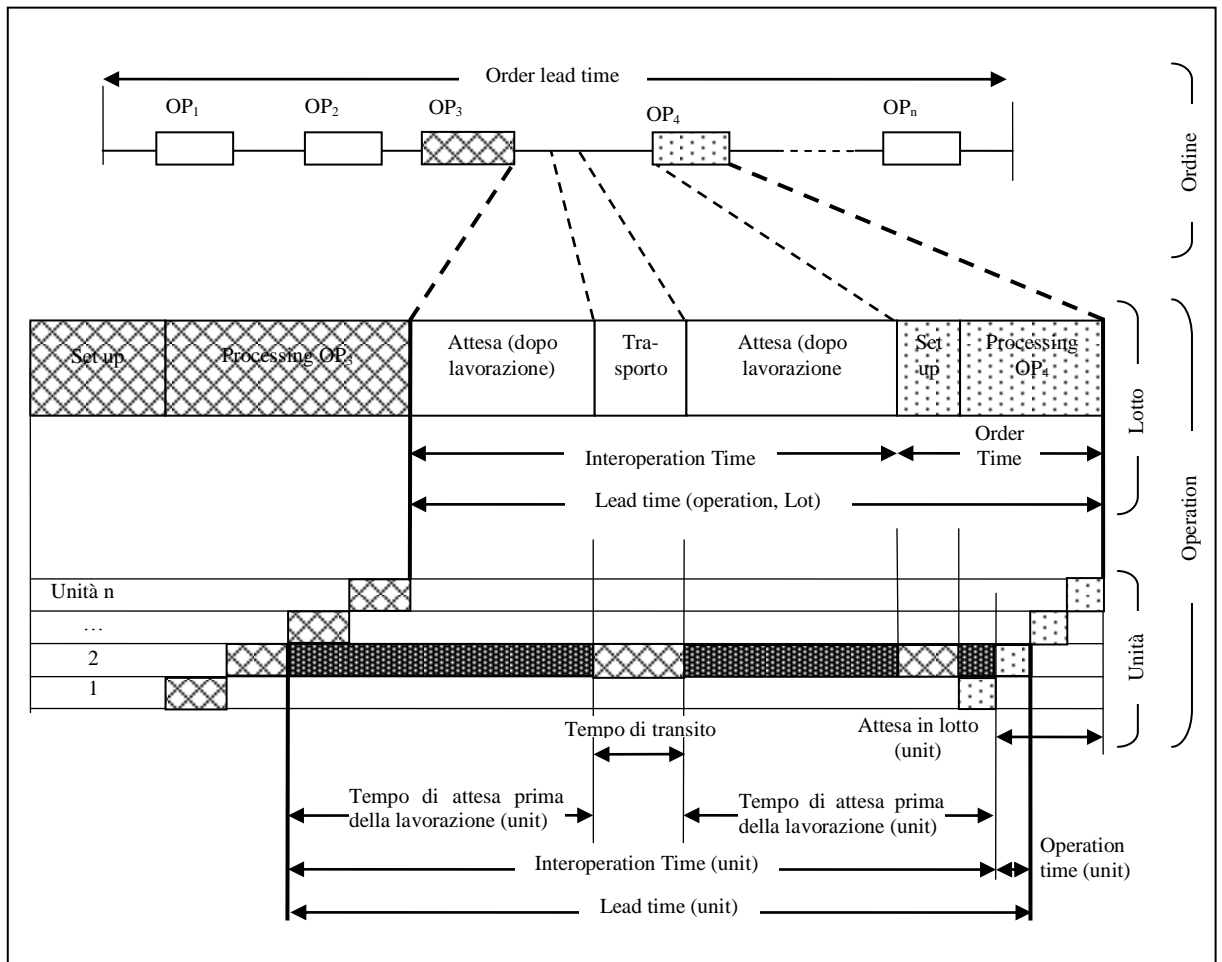 Order lead time
OP1
OP2
OP3
OP4
OPn
Ordine
Set up
Processing OP3
Attesa (dopo
lavorazione)
Tra-
sporto
Attesa (dopo
lavorazione
Set
up
Processing
OP4
Lotto
Interoperation Time
Order
Time
Lead time (operation, Lot)
Operation
Unità n
…
2
1
Unità
Tempo di transito
Attesa in lotto
(unit)
Tempo di attesa prima
della lavorazione (unit)
Tempo di attesa prima
della lavorazione (unit)
Interoperation Time (unit)
Operation
time (unit)
Lead time (unit)